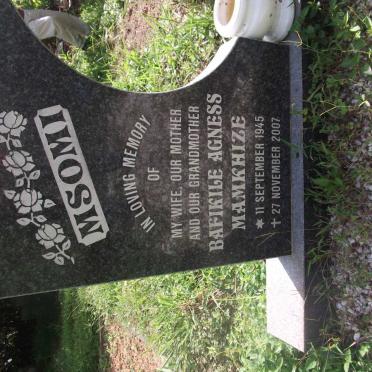 MSOMI
IN LOVING MEMORY
OF
MY WIFE, OUR MOTHER
AND OUR GRANDMOTHER
BAFIKILE AGNESS
MAMKHIZE
* 11 SEPTEMBER 1945
✝ 27 NOVEMBER 2007